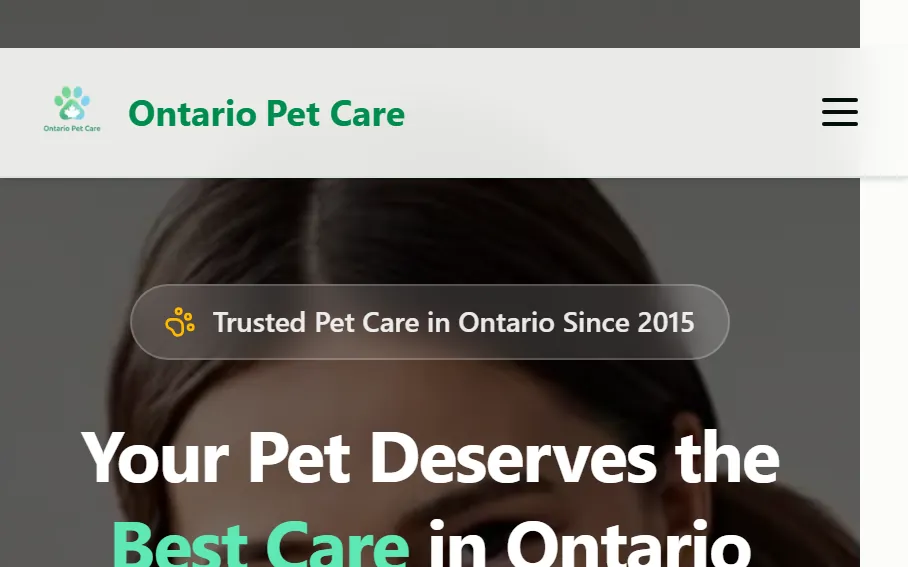 Ontario Pet Care
Ontario Pet Care
Trusted Pet Care in Ontario Since 2015
Your Pet Deserves the
Best Care in Ontario